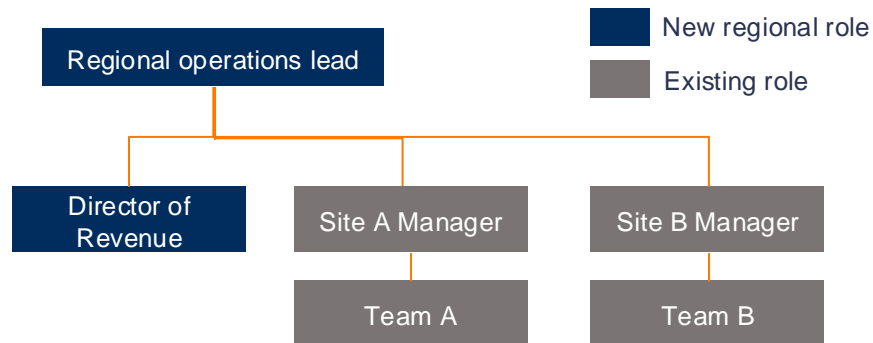 New regional role
Regional operations lead
Existing role
Director of
Revenue
Site A Manager
Site B Manager
Team A
Team B